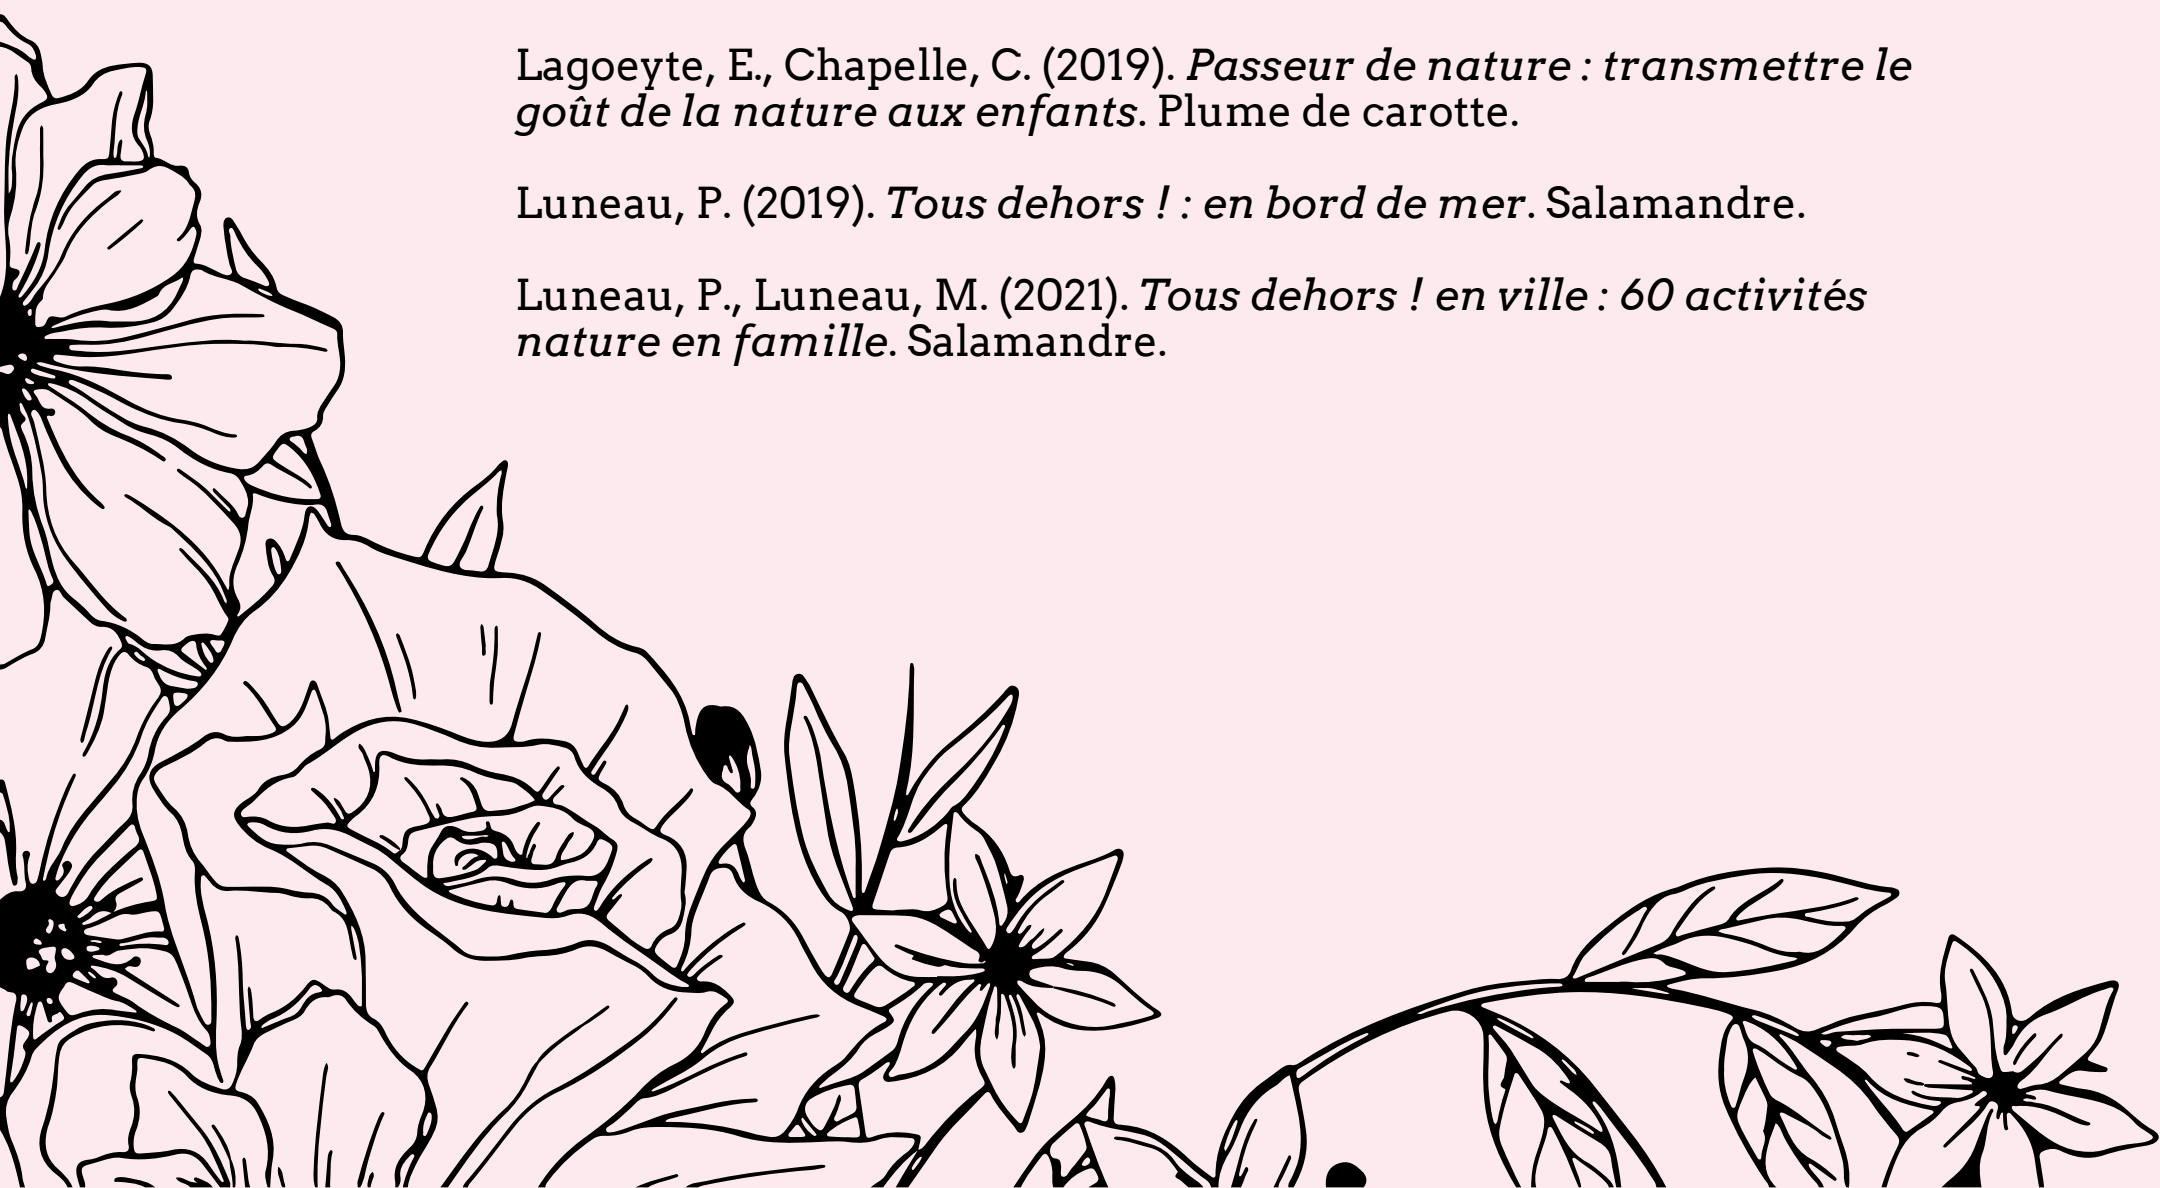 Lagoeyte, E., Chapelle, C. (2019). Passeur de nature : transmettre le
goût de la nature aux enfants. Plume de carotte.
Luneau, P. (2019). Tous dehors ! : en bord de mer. Salamandre.
Luneau, P., Luneau, M. (2021). Tous dehors ! en ville : 60 activités
nature en famille. Salamandre.